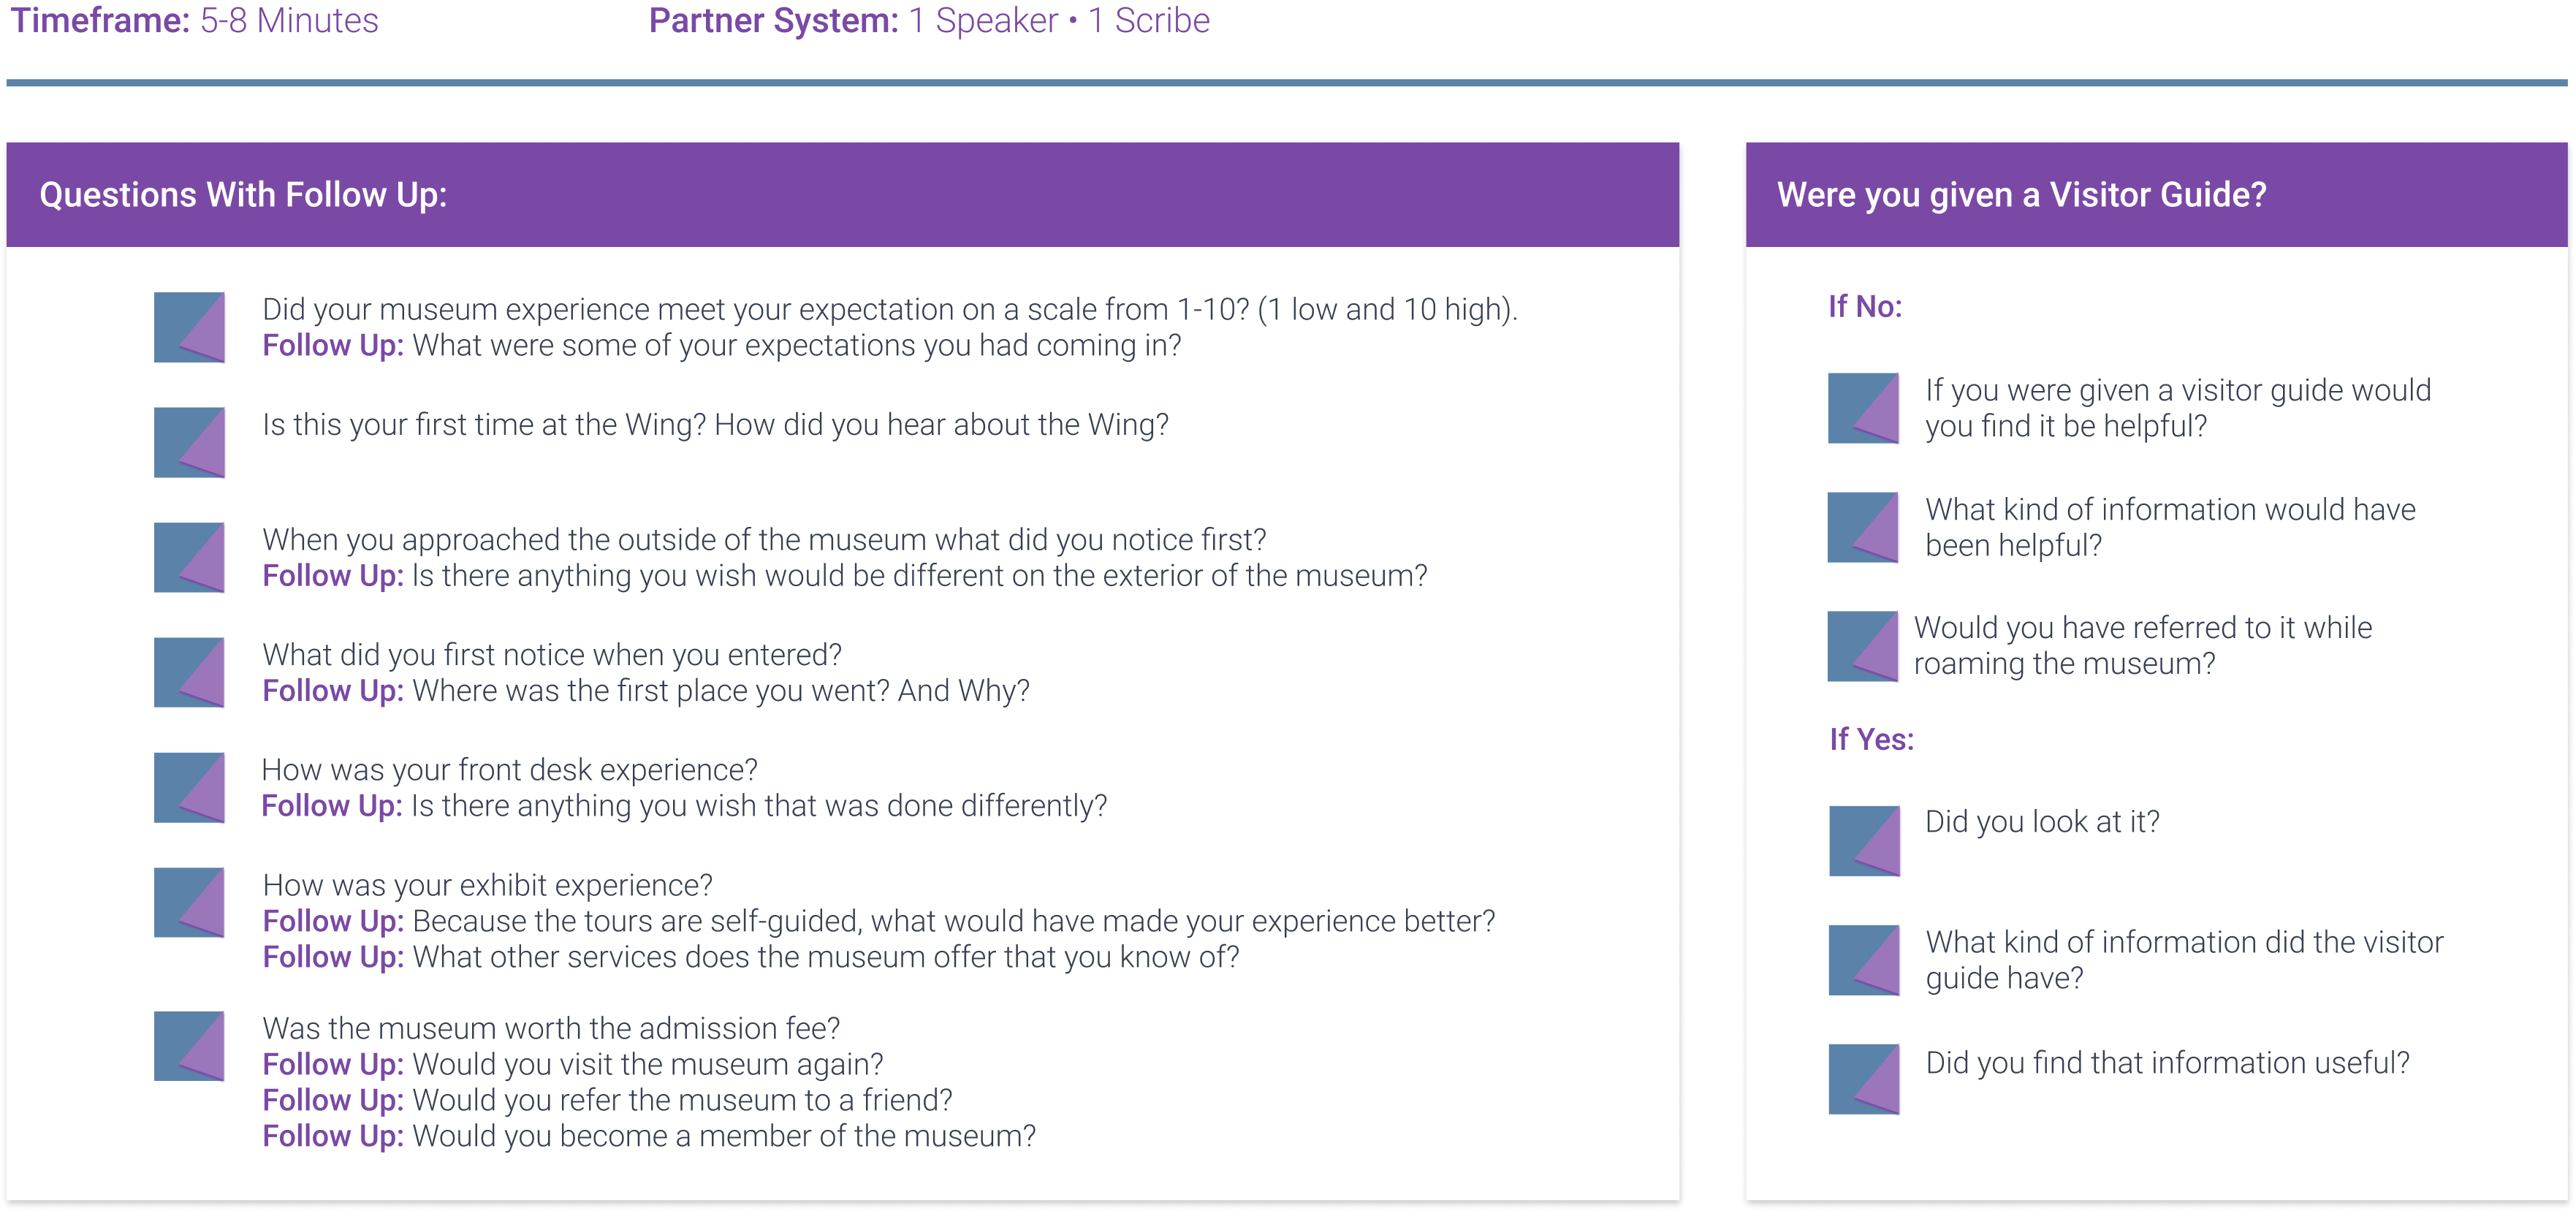 Timeframe: 5-8 Minutes
Partner System: 1 Speaker • 1 Scribe
Questions With Follow Up:
Did your museum experience meet your expectation on a scale from 1-10? (1 low and 10 high).
Follow Up: What were some of your expectations you had coming in?
Is this your first time at the Wing? How did you hear about the Wing?
When you approached the outside of the museum what did you notice first?
Follow Up: Is there anything you wish would be different on the exterior of the museum?
What did you first notice when you entered?
Follow Up: Where was the first place you went? And Why?
How was your front desk experience?
Follow Up: Is there anything you wish that was done differently?
How was your exhibit experience?
Follow Up: Because the tours are self-guided, what would have made your experience better?
Follow Up: What other services does the museum offer that you know of?
Was the museum worth the admission fee?
Follow Up: Would you visit the museum again?
Follow Up: Would you refer the museum to a friend?
Follow Up: Would you become a member of the museum?
Were you given a Visitor Guide?
If No:
If you were given a visitor guide would
you find it be helpful?
What kind of information would have
been helpful?
Would you have referred to it while
roaming the museum?
If Yes:
Did you look at it?
What kind of information did the visitor
guide have?
Did you find that information useful?